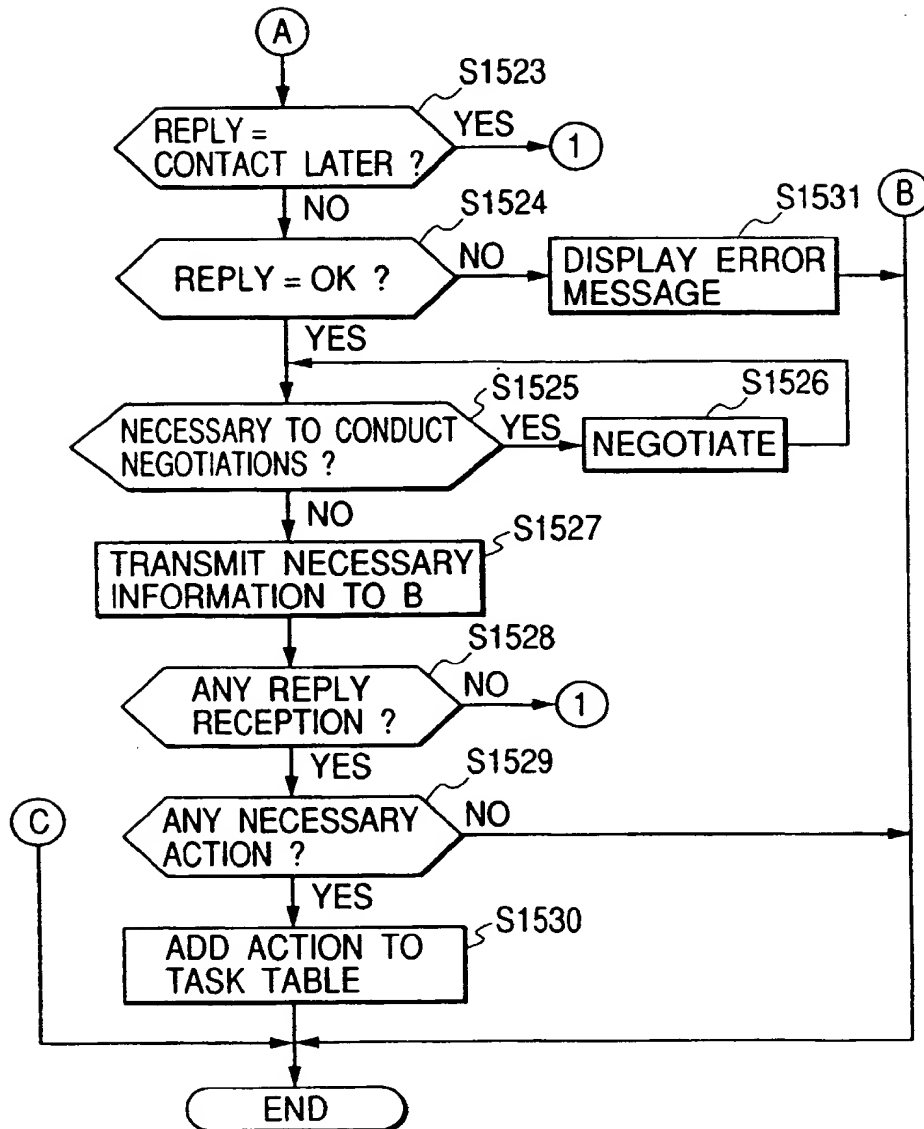 A
S1523
REPLY =
CONTACT LATER ?
YES
1
NO
S1524
REPLY = OK ?
NO
S1531
DISPLAY ERROR
MESSAGE
B
YES
S1525
NECESSARY TO CONDUCT
NEGOTIATIONS ?
YES
S1526
NEGOTIATE
NO
S1527
TRANSMIT NECESSARY
INFORMATION TO B
S1528
ANY REPLY
RECEPTION ?
NO
1
YES
S1529
C
ANY NECESSARY
ACTION ?
NO
YES
S1530
ADD ACTION TO
TASK TABLE
END